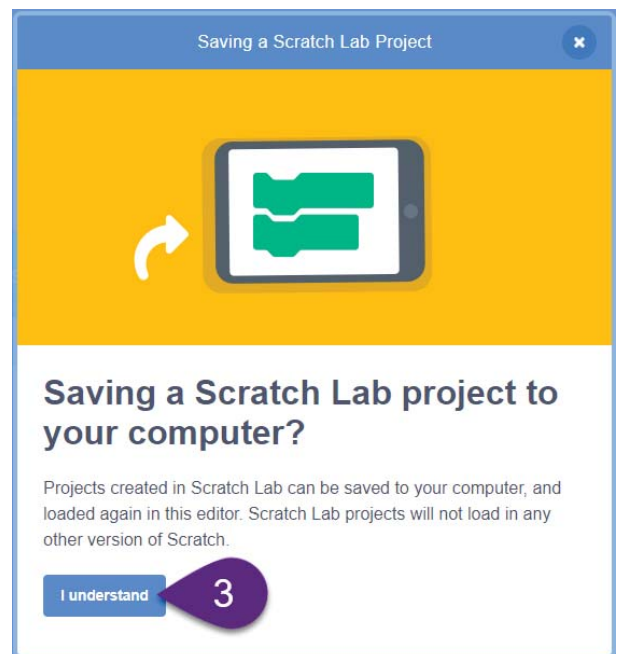 Saving a Scratch Lab Project
Saving a Scratch Lab project to
your computer?
Projects created in Scratch Lab can be saved to your computer, and
loaded again in this editor. Scratch Lab projects will not load in any
other version of Scratch.
I understand
3